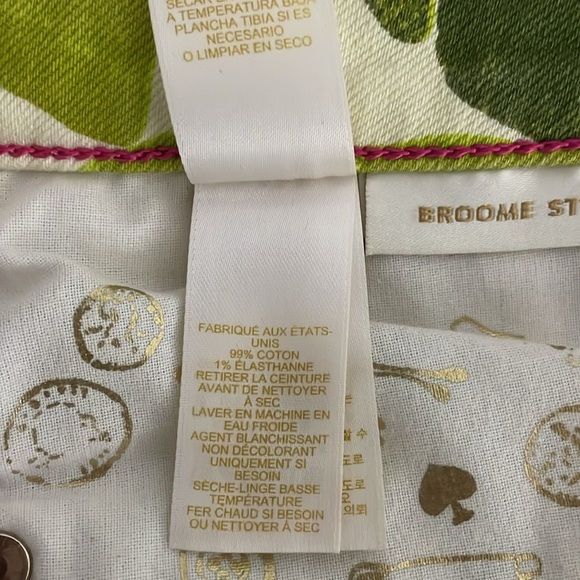 SECAR
A TEMPERATURA BAJA
PLANCHA TIBIA SI ES
NECESARIO
O LIMPIAR EN SECO
BROOME ST
FABRIQUÉ AUX ÉTATS-
UNIS
99% COTON
1% ÉLASTHANNE
RETIRER LA CEINTURE
AVANT DE NETTOYER
À SEC
LAVER EN MACHINE EN
EAU FROIDE
AGENT BLANCHISSANT
NON DÉCOLORANT
UNIQUEMENT SI
BESOIN
SÈCHE-LINGE BASSE
TEMPÉRATURE
FER CHAUD SI BESOIN
OU NETTOYER À SEC